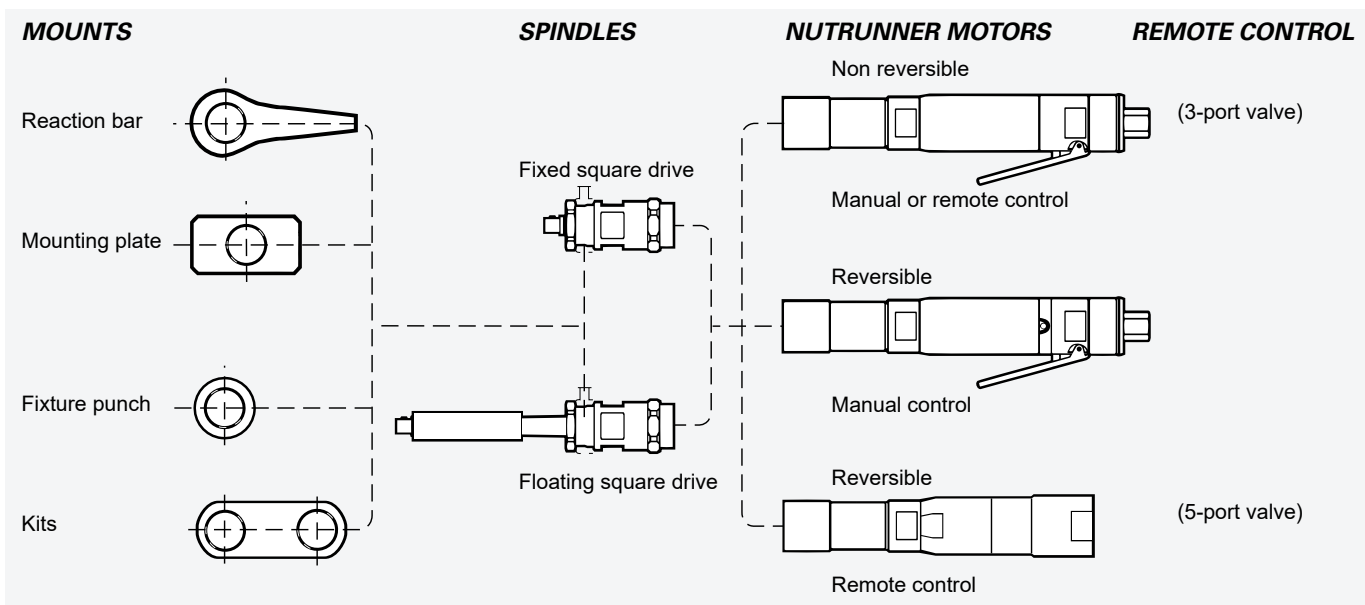 MOUNTS
SPINDLES
NUTRUNNER MOTORS
REMOTE CONTROL
Non reversible
Reaction bar
(3-port valve)
Fixed square drive
Manual or remote control
Mounting plate
Reversible
Fixture punch
Manual control
Floating square drive
Reversible
Kits
(5-port valve)
Remote control